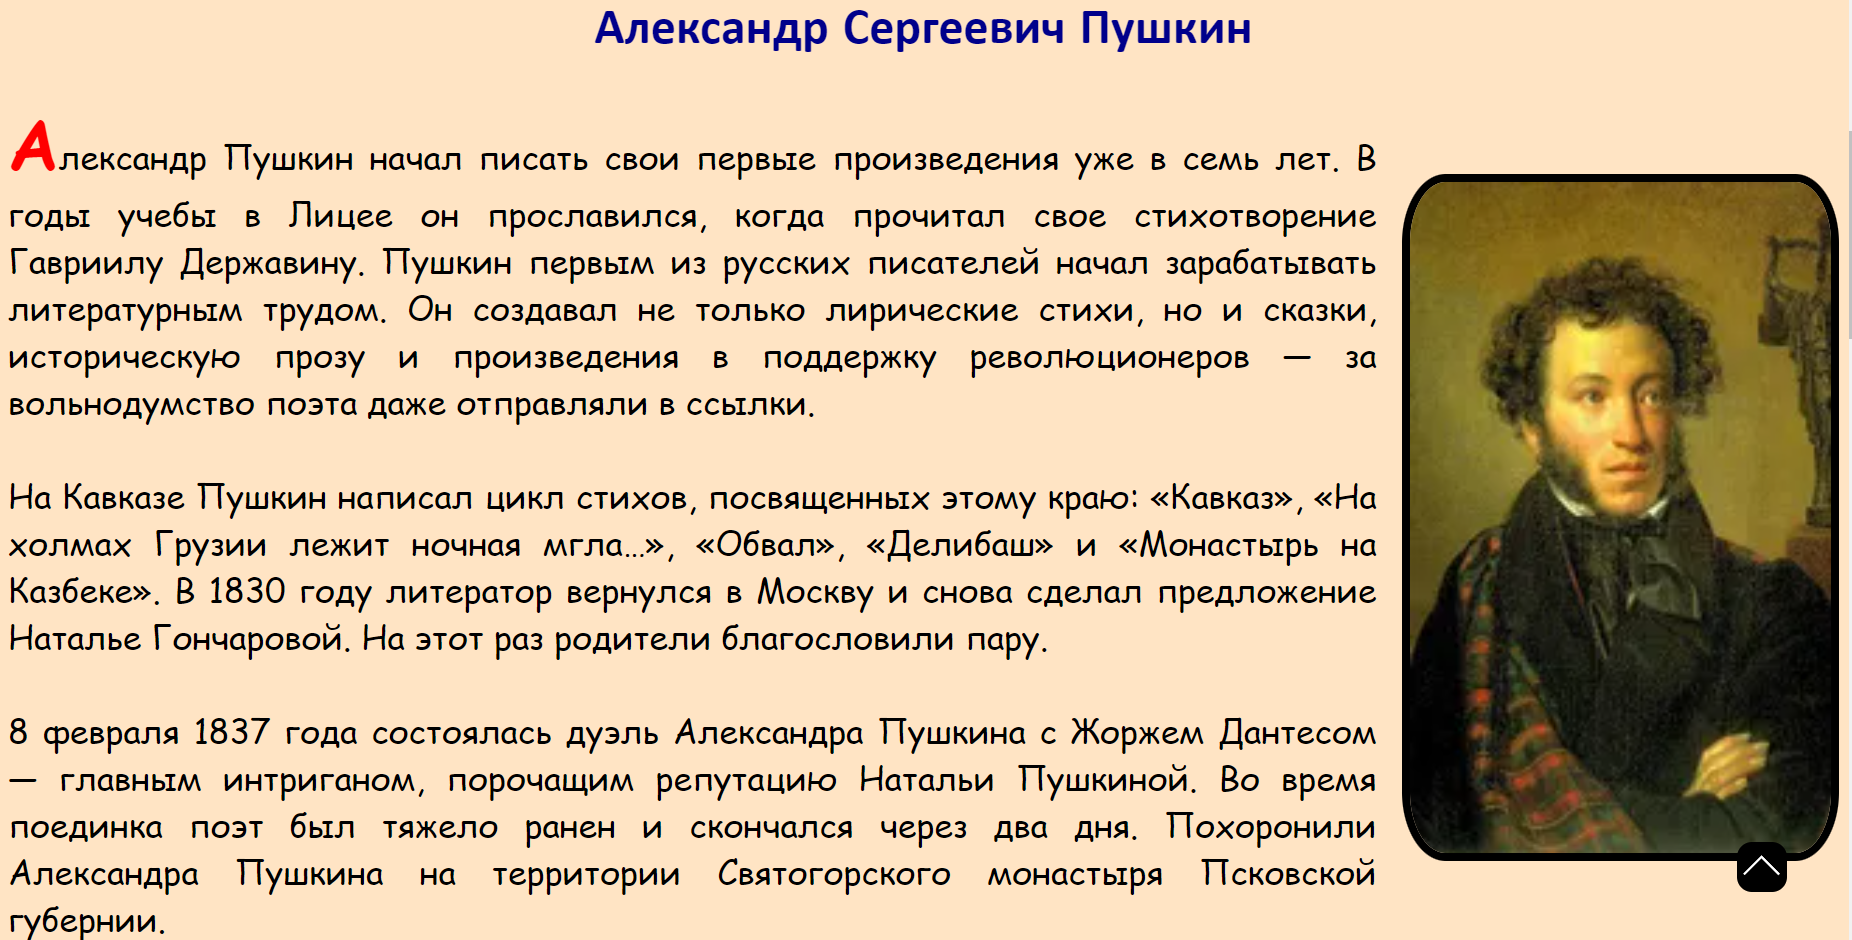 Александр Сергеевич Пушкин
Александр Пушкин начал писать свои первые произведения уже в семь лет. В
годы учебы в Лицее он прославился, когда прочитал свое стихотворение
Гавриилу Державину. Пушкин первым из русских писателей начал зарабатывать
литературным трудом. Он создавал не только лирические стихи, но и сказки,
историческую прозу и произведения в поддержку революционеров — за
вольнодумство поэта даже отправляли в ссылки.
На Кавказе Пушкин написал цикл стихов, посвященных этому краю: «Кавказ», «На
холмах Грузии лежит ночная мгла...», «Обвал», «Делибаш» и «Монастырь на
Казбеке». В 1830 году литератор вернулся в Москву и снова сделал предложение
Наталье Гончаровой. На этот раз родители благословили пару.
8 февраля 1837 года состоялась дуэль Александра Пушкина с Жоржем Дантесом
— главным интриганом, порочащим репутацию Натальи Пушкиной. Во время
поединка поэт был тяжело ранен и скончался через два дня. Похоронили
Александра Пушкина на территории Святогорского монастыря Псковской
губернии.